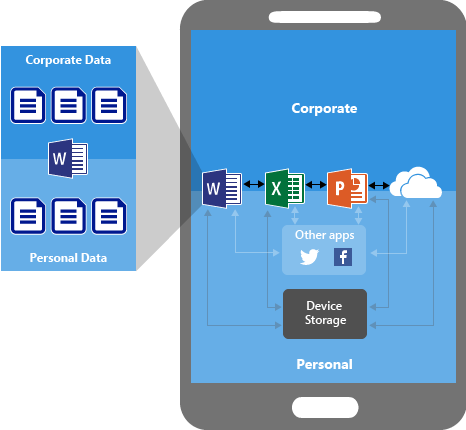 Corporate Data
W
Personal Data
Corporate
W
X
P
Other apps
f
Device
Storage
Personal